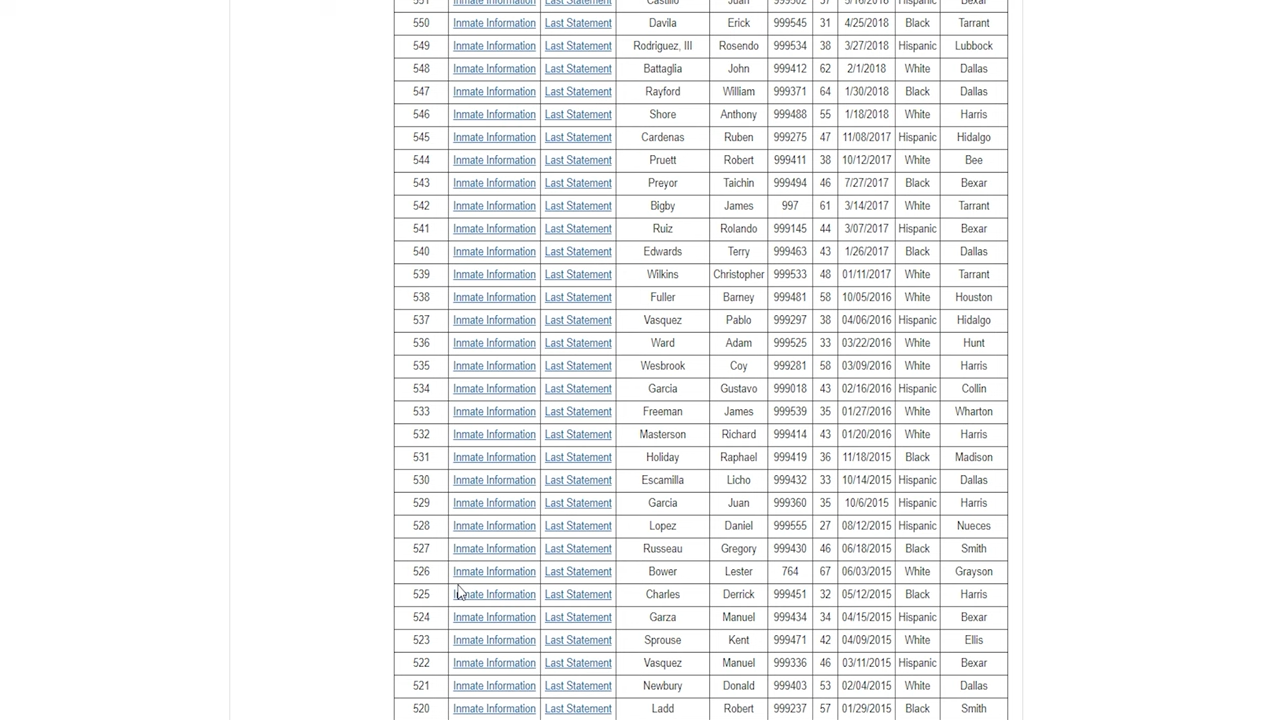 551 Inmate Information Last Statement Castillo Juan 999502 37 5/16/2018 Hispanic Bexar
550 Inmate Information Last Statement Davila Erick 999545 31 4/25/2018 Black Tarrant
549 Inmate Information Last Statement Rodriguez, III Rosendo 999534 38 3/27/2018 Hispanic Lubbock
548 Inmate Information Last Statement Battaglia John 999412 62 2/1/2018 White Dallas
547 Inmate Information Last Statement Rayford William 999371 64 1/30/2018 Black Dallas
546 Inmate Information Last Statement Shore Anthony 999488 55 1/18/2018 White Harris
545 Inmate Information Last Statement Cardenas Ruben 999275 47 11/08/2017 Hispanic Hidalgo
544 Inmate Information Last Statement Pruett Robert 999411 38 10/12/2017 White Bee
543 Inmate Information Last Statement Preyor Taichin 999494 46 7/27/2017 Black Bexar
542 Inmate Information Last Statement Bigby James 997 61 3/14/2017 White Tarrant
541 Inmate Information Last Statement Ruiz Rolando 999145 44 3/07/2017 Hispanic Bexar
540 Inmate Information Last Statement Edwards Terry 999463 43 1/26/2017 Black Dallas
539 Inmate Information Last Statement Wilkins Christopher 999533 48 01/11/2017 White Tarrant
538 Inmate Information Last Statement Fuller Barney 999481 58 10/05/2016 White Houston
537 Inmate Information Last Statement Vasquez Pablo 999297 38 04/06/2016 Hispanic Hidalgo
536 Inmate Information Last Statement Ward Adam 999525 33 03/22/2016 White Hunt
535 Inmate Information Last Statement Wesbrook Coy 999281 58 03/09/2016 White Harris
534 Inmate Information Last Statement Garcia Gustavo 999018 43 02/16/2016 Hispanic Collin
533 Inmate Information Last Statement Freeman James 999539 35 01/27/2016 White Wharton
532 Inmate Information Last Statement Masterson Richard 999414 43 01/20/2016 White Harris
531 Inmate Information Last Statement Holiday Raphael 999419 36 11/18/2015 Black Madison
530 Inmate Information Last Statement Escamilla Licho 999432 33 10/14/2015 Hispanic Dallas
529 Inmate Information Last Statement Garcia Juan 999360 35 10/6/2015 Hispanic Harris
528 Inmate Information Last Statement Lopez Daniel 999555 27 08/12/2015 Hispanic Nueces
527 Inmate Information Last Statement Russeau Gregory 999430 46 06/18/2015 Black Smith
526 Inmate Information Last Statement Bower Lester 764 67 06/03/2015 White Grayson
525 Inmate Information Last Statement Charles Derrick 999451 32 05/12/2015 Black Harris
524 Inmate Information Last Statement Garza Manuel 999434 34 04/15/2015 Hispanic Bexar
523 Inmate Information Last Statement Sprouse Kent 999471 42 04/09/2015 White Ellis
522 Inmate Information Last Statement Vasquez Manuel 999336 46 03/11/2015 Hispanic Bexar
521 Inmate Information Last Statement Newbury Donald 999403 53 02/04/2015 White Dallas
520 Inmate Information Last Statement Ladd Robert 999237 57 01/29/2015 Black Smith